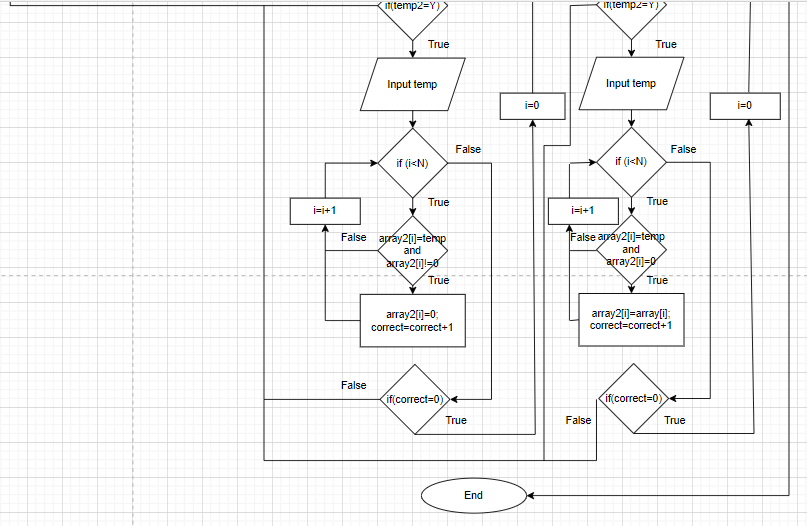 if(temp2=Y)
True
Input temp
i=0
if (i<N)
False
True
i=i+1
False
array2[i]=temp
and
array2[i]!=0
True
array2[i]=0;
correct=correct+1
False
if(correct=0)
True
if(temp2=Y)
True
Input temp
i=0
if (i<N)
False
True
i=i+1
False
array2[i]=temp
and
array2[i]=0
True
array2[i]=array[i];
correct=correct+1
if(correct=0)
False
True
End